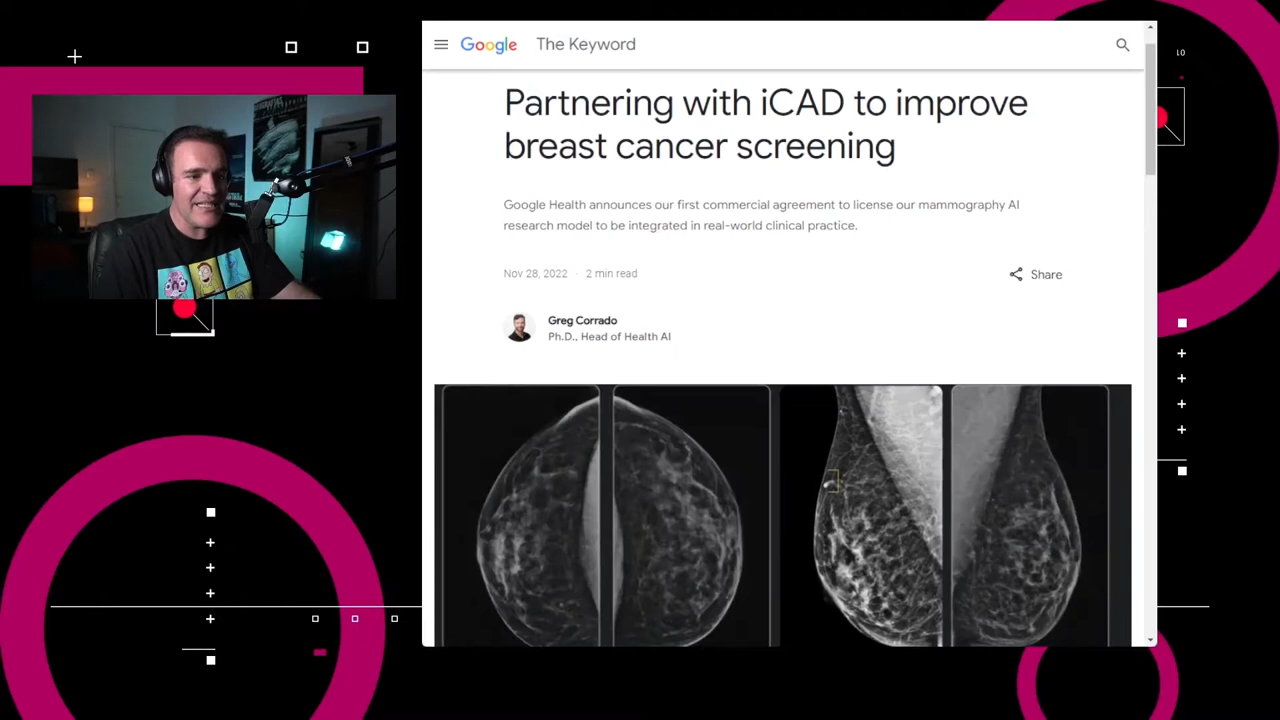 Google The Keyword
Partnering with iCAD to improve
breast cancer screening
Google Health announces our first commercial agreement to license our mammography AI
research model to be integrated in real-world clinical practice.
Nov 28, 2022 · 2 min read
Share
Greg Corrado
Ph.D., Head of Health AI